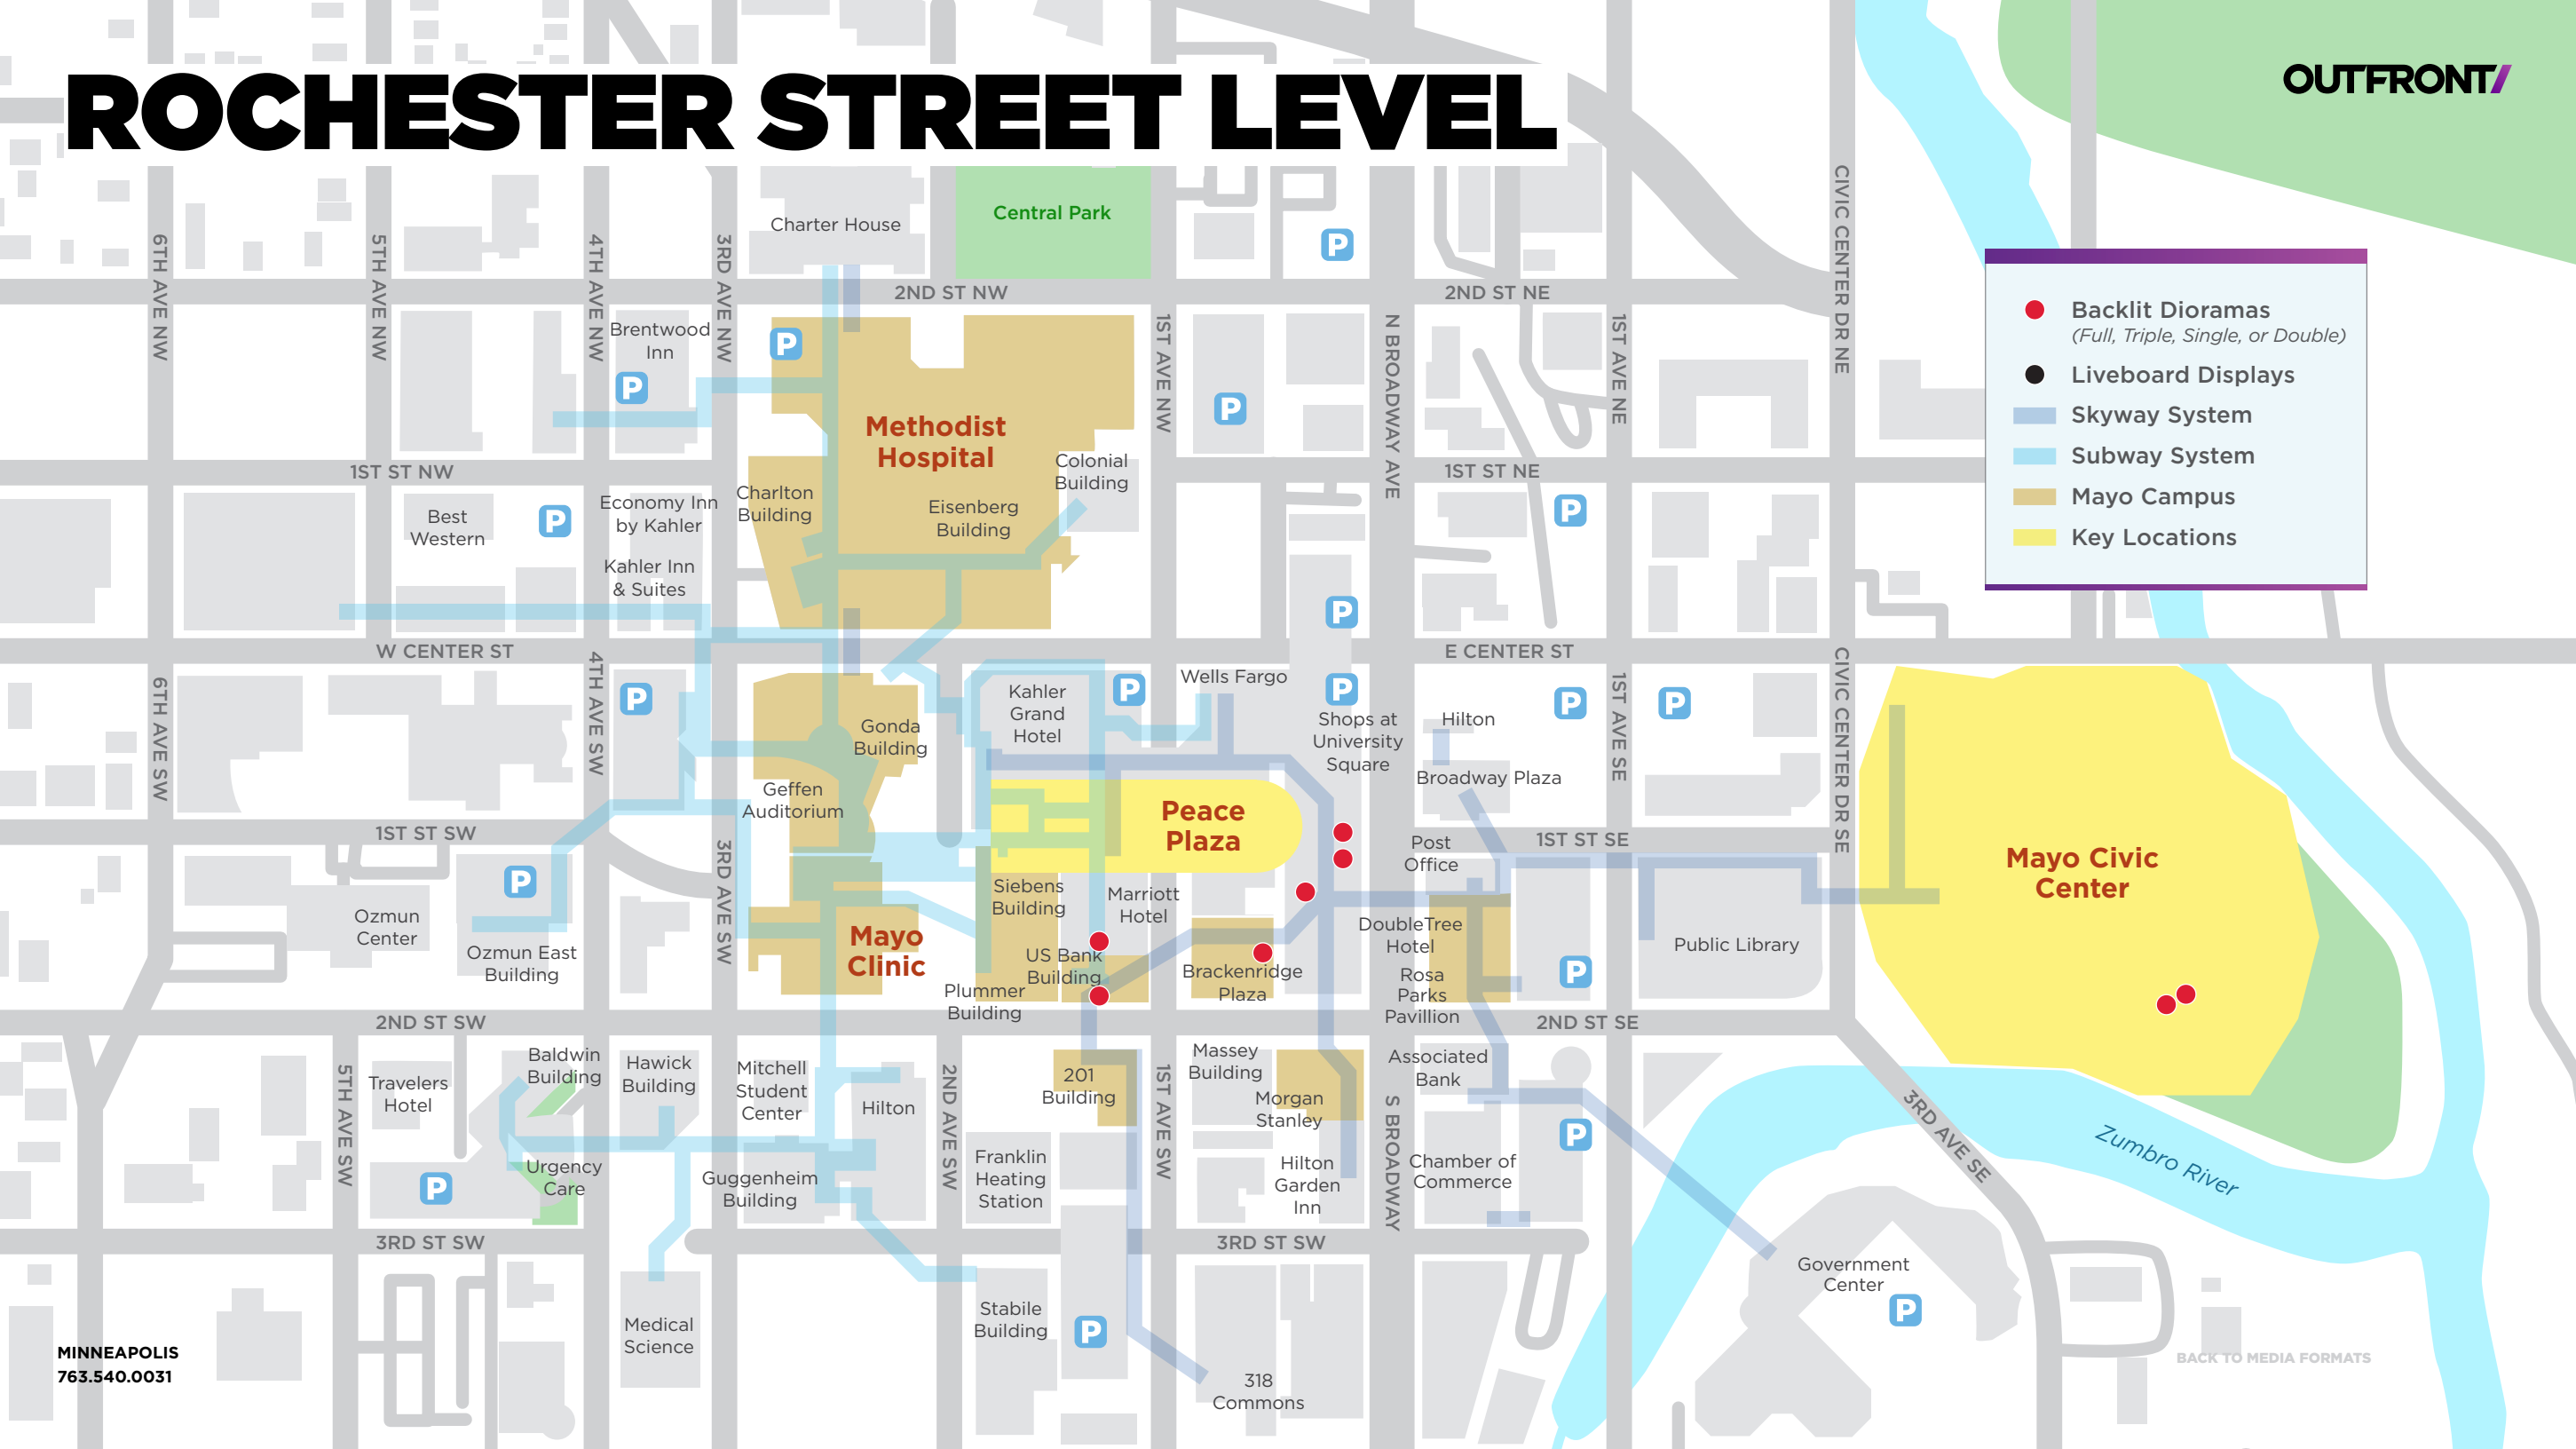 ROCHESTER STREET LEVEL
OUTFRONT/
Charter House
Central Park
P
6TH AVE NW
5TH AVE NW
4TH AVE NW
3RD AVE NW
CIVIC CENTER DR NE
2ND ST NW
2ND ST NE
Backlit Dioramas
(Full, Triple, Single, or Double)
Liveboard Displays
Skyway System
Subway System
Mayo Campus
Key Locations
Brentwood
Inn
P
P
1ST AVE NW
N BROADWAY AVE
1ST AVE NE
P
Methodist
Hospital
Colonial
Building
1ST ST NW
1ST ST NE
Best
Western
P
Economy Inn
by Kahler
Charlton
Building
Eisenberg
Building
P
Kahler Inn
& Suites
P
W CENTER ST
E CENTER ST
6TH AVE SW
4TH AVE SW
P
Kahler
Grand
Hotel
P
Wells Fargo
P
Shops at
University
Square
Hilton
P
1ST AVE SE
P
CIVIC CENTER DR SE
Gonda
Building
Broadway Plaza
Geffen
Auditorium
Peace
Plaza
1ST ST SW
1ST ST SE
3RD AVE SW
Post
Office
Mayo Civic
Center
P
Siebens
Building
Marriott
Hotel
Ozmun
Center
Ozmun East
Building
Mayo
Clinic
US Bank
Building
Brackenridge
Plaza
DoubleTree
Hotel
Public Library
Plummer
Building
Rosa
Parks
Pavillion
P
2ND ST SW
2ND ST SE
Baldwin
Building
Hawick
Building
Mitchell
Student
Center
Massey
Building
Associated
Bank
5TH AVE SW
Travelers
Hotel
Hilton
2ND AVE SW
201
Building
1ST AVE SW
Morgan
Stanley
S BROADWAY
P
3RD AVE SE
Zumbro River
Urgency
Care
P
Guggenheim
Building
Franklin
Heating
Station
Hilton
Garden
Inn
Chamber of
Commerce
3RD ST SW
3RD ST SW
Government
Center
P
Medical
Science
Stabile
Building
P
318
Commons
MINNEAPOLIS
763.540.0031
BACK TO MEDIA FORMATS